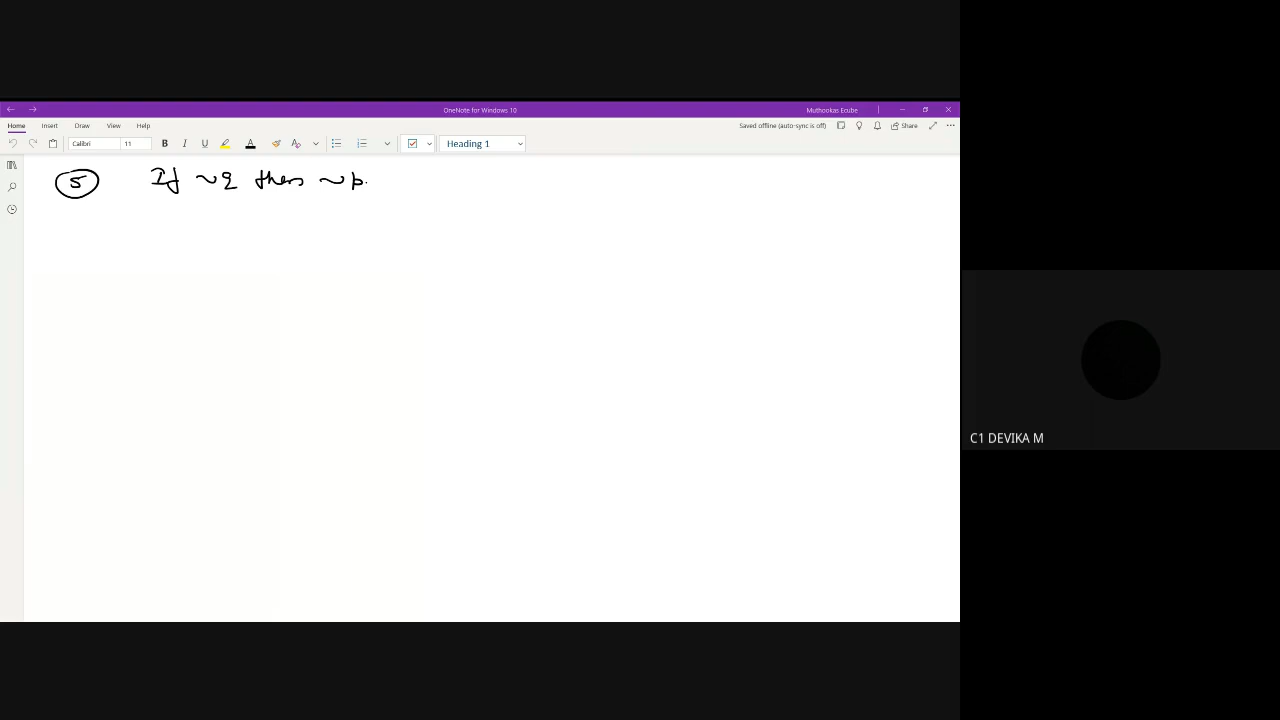 OneNote for Windows 10
Muthookas Ecube
Home Insert Draw View Help
Saved offline (auto-sync is off)
Share
Calibri 11 B I U A Heading 1
5 If ~q then ~p.
C1 DEVIKA M